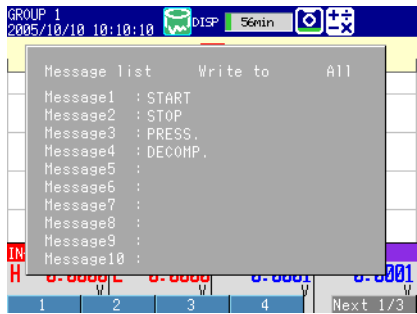 GROUP 1
2005/10/10 10:10:10 DISP 56min
Message list Write to All
Message1 : START
Message2 : STOP
Message3 : PRESS.
Message4 : DECOMP.
Message5 :
Message6 :
Message7 :
Message8 :
Message9 :
Message10 :
IN
H L
V V V V
1 2 3 4 Next 1/3